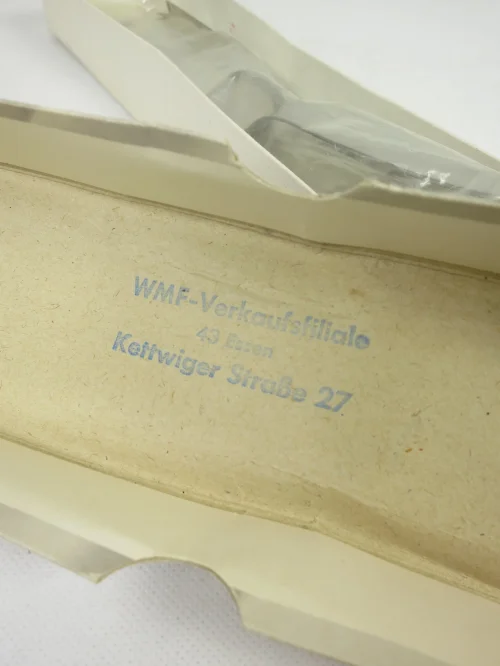 WMF-Verkaufsfiliale
43 Essen
Kettwiger Straße 27